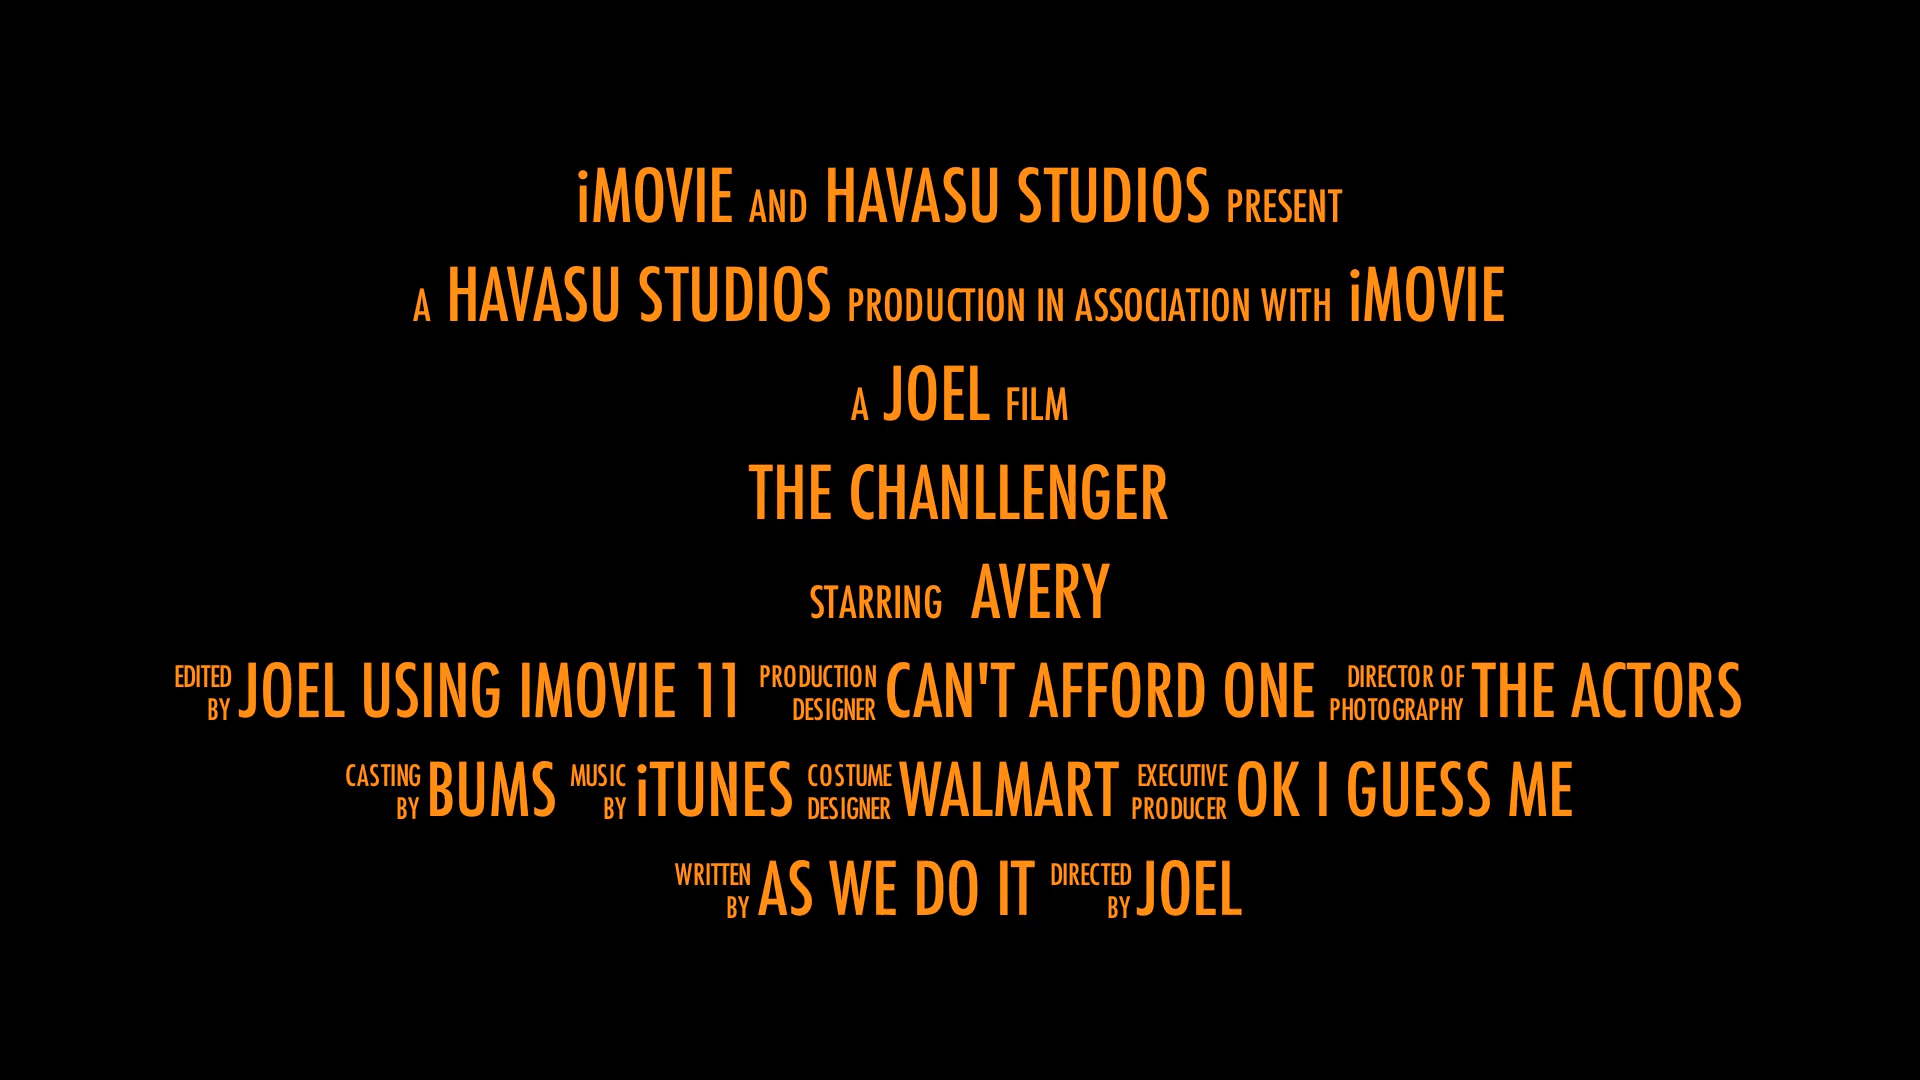 iMOVIE AND HAVASU STUDIOS PRESENT
A HAVASU STUDIOS PRODUCTION IN ASSOCIATION WITH iMOVIE
A JOEL FILM
THE CHANLLENGER
STARRING AVERY
EDITED BY JOEL USING IMOVIE 11 PRODUCTION DESIGNER CAN'T AFFORD ONE DIRECTOR OF PHOTOGRAPHY THE ACTORS
CASTING BY BUMS MUSIC BY iTUNES COSTUME DESIGNER WALMART EXECUTIVE PRODUCER OK I GUESS ME
WRITTEN BY AS WE DO IT DIRECTED BY JOEL